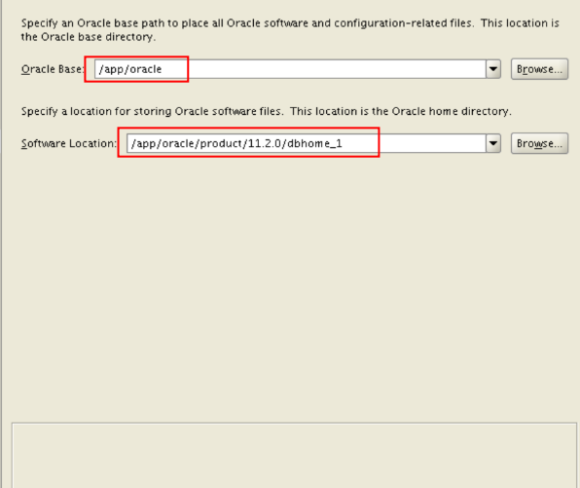 Specify an Oracle base path to place all Oracle software and configuration-related files. This location is
the Oracle base directory.
Oracle Base: /app/oracle Browse...
Specify a location for storing Oracle software files. This location is the Oracle home directory.
Software Location: /app/oracle/product/11.2.0/dbhome_1 Browse...